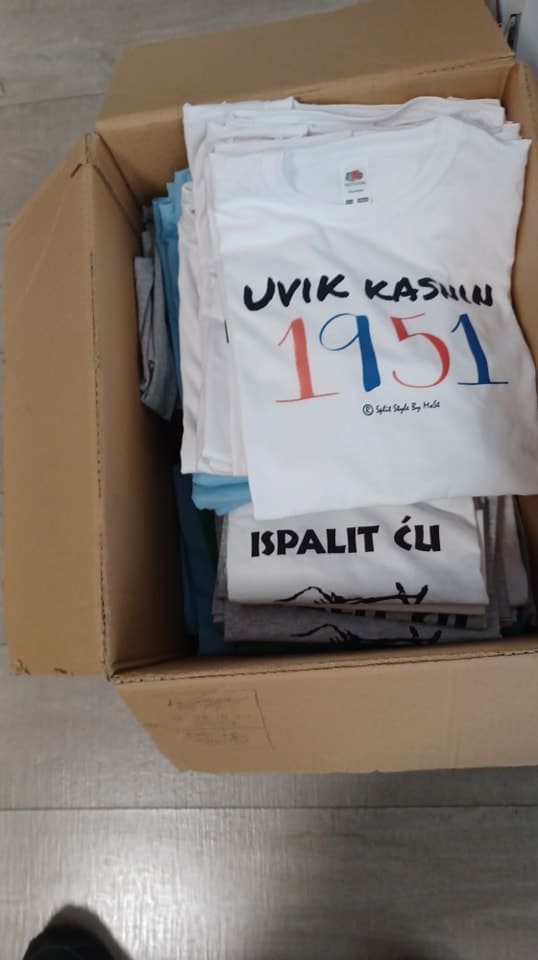 UVIK KASNIN
1951
® Split Style By MaSt
ISPALIT ĆU